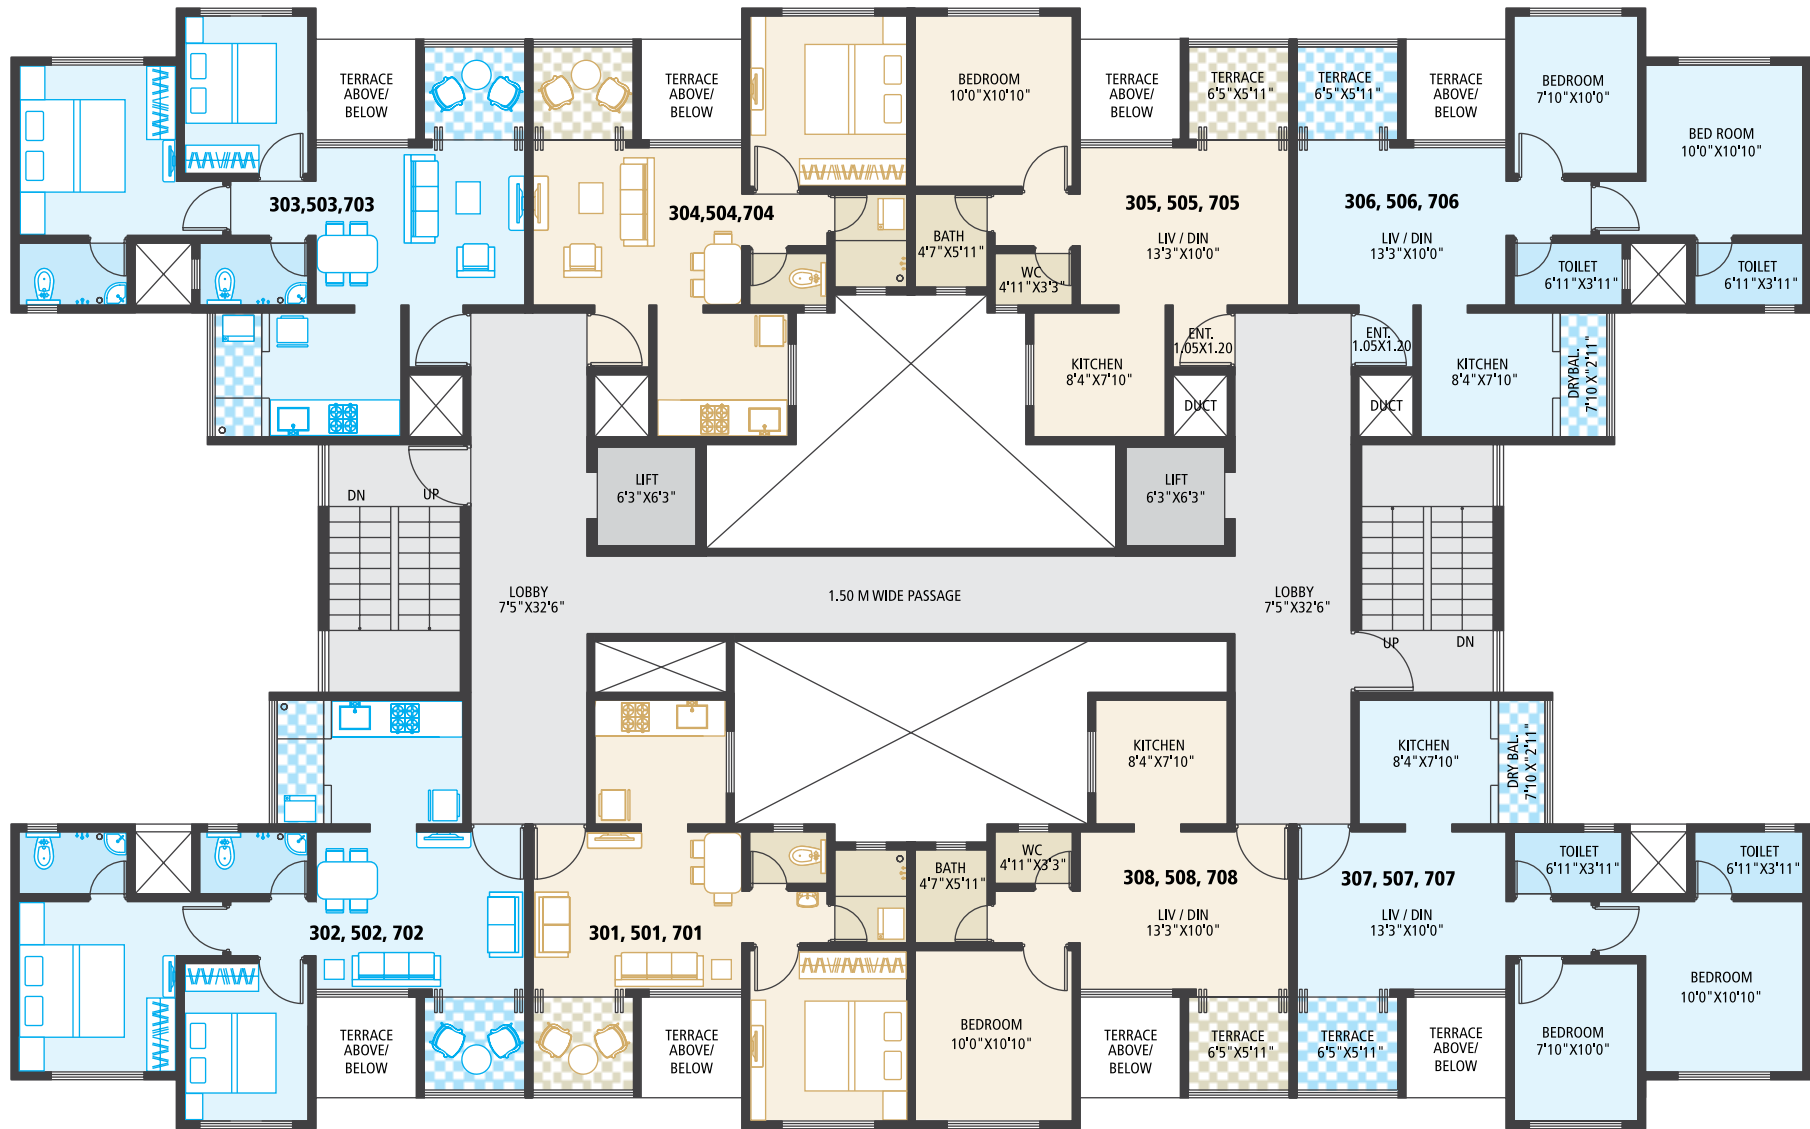 TERRACE
ABOVE/
BELOW
TERRACE
ABOVE/
BELOW
BEDROOM
10'0"X10'10"
TERRACE
ABOVE/
BELOW
TERRACE
6'5"X5'11"
TERRACE
6'5"X5'11"
TERRACE
ABOVE/
BELOW
BEDROOM
7'10"X10'0"
BED ROOM
10'0"X10'10"
303,503,703
304,504,704
305, 505, 705
306, 506, 706
BATH
4'7"X5'11"
LIV / DIN
13'3"X10'0"
LIV / DIN
13'3"X10'0"
WC
4'11"X3'3"
TOILET
6'11"X3'11"
TOILET
6'11"X3'11"
ENT.
1.05X1.20
ENT.
1.05X1.20
KITCHEN
8'4"X7'10"
KITCHEN
8'4"X7'10"
DRYBAL.
7'10 X"2'11"
DUCT
DUCT
LIFT
6'3"X6'3"
LIFT
6'3"X6'3"
DN
UP
LOBBY
7'5"X32'6"
1.50 M WIDE PASSAGE
LOBBY
7'5"X32'6"
UP
DN
KITCHEN
8'4"X7'10"
KITCHEN
8'4"X7'10"
DRY BAL.
7'10 X"2'11"
WC
4'11"X3'3"
BATH
4'7"X5'11"
TOILET
6'11"X3'11"
TOILET
6'11"X3'11"
302, 502, 702
301, 501, 701
308, 508, 708
307, 507, 707
LIV / DIN
13'3"X10'0"
LIV / DIN
13'3"X10'0"
TERRACE
ABOVE/
BELOW
TERRACE
ABOVE/
BELOW
BEDROOM
10'0"X10'10"
TERRACE
ABOVE/
BELOW
TERRACE
6'5"X5'11"
TERRACE
6'5"X5'11"
TERRACE
ABOVE/
BELOW
BEDROOM
7'10"X10'0"
BEDROOM
10'0"X10'10"